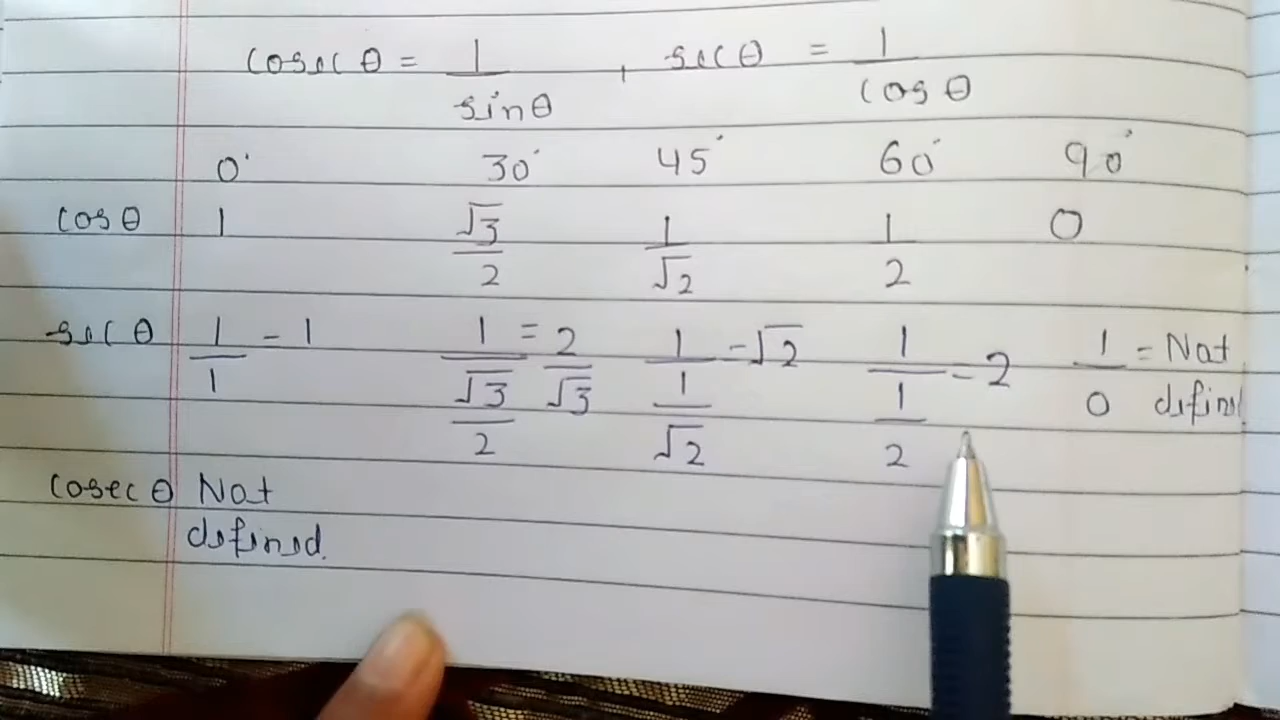 cosec θ = 1/sin θ , sec θ = 1/cos θ
0° 30° 45° 60° 90°
cos θ 1 √3/2 1/√2 1/2 0
sec θ 1/1 - 1 1/(√3/2) = 2/√3 1/(1/√2) - √2 1/(1/2) - 2 1/0 = Not
defined
cosec θ Not
defined.